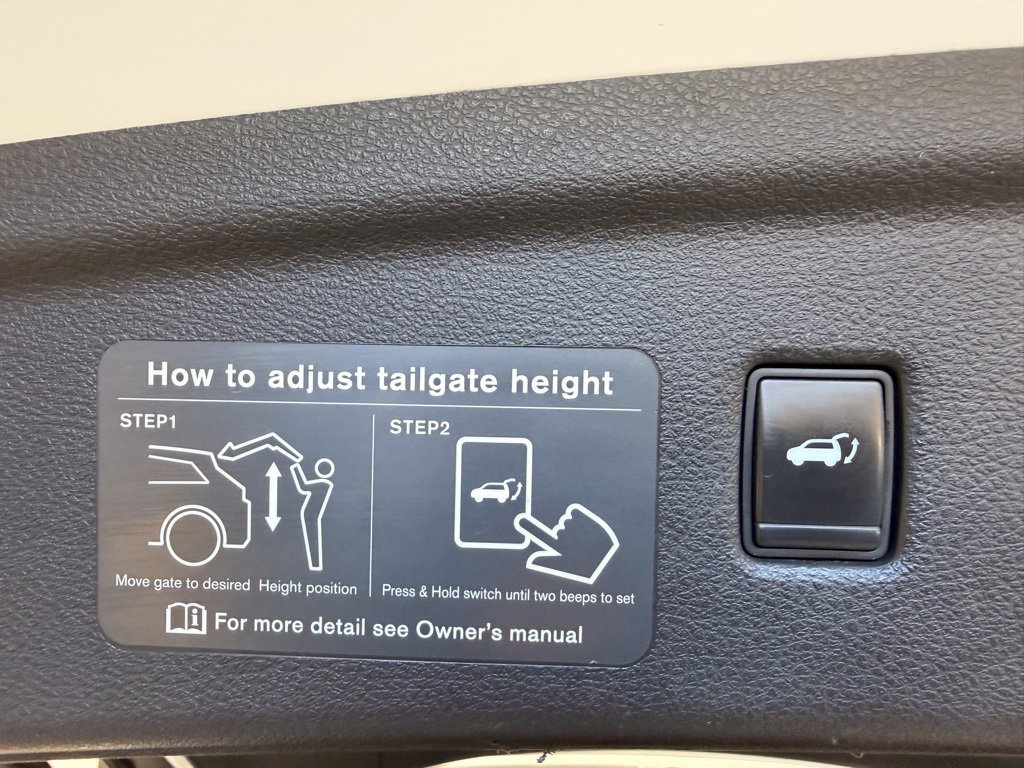 How to adjust tailgate height
STEP1
Move gate to desired Height position
STEP2
Press & Hold switch until two beeps to set
For more detail see Owner's manual